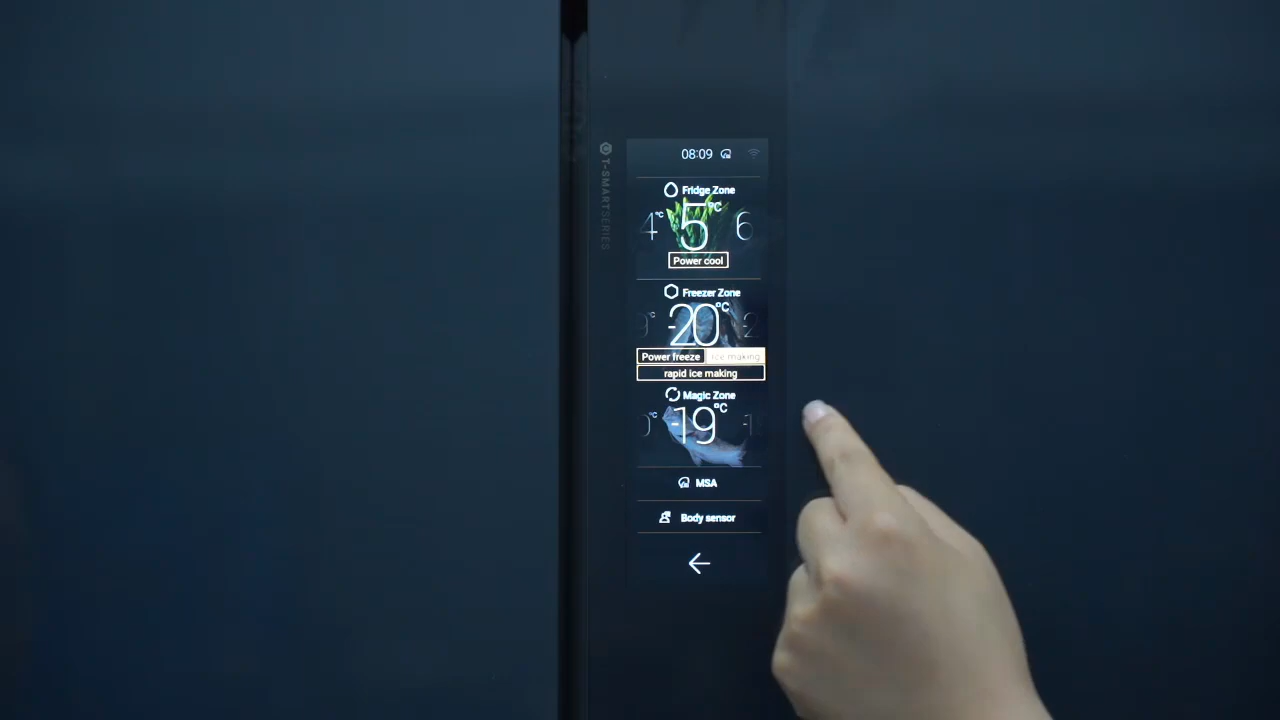 08:09
T-SMARTSERIES
Fridge Zone
4°C 5°C 6
Power cool
Freezer Zone
-20°C
Power freeze Ice making
rapid ice making
Magic Zone
-19°C
MSA
Body sensor